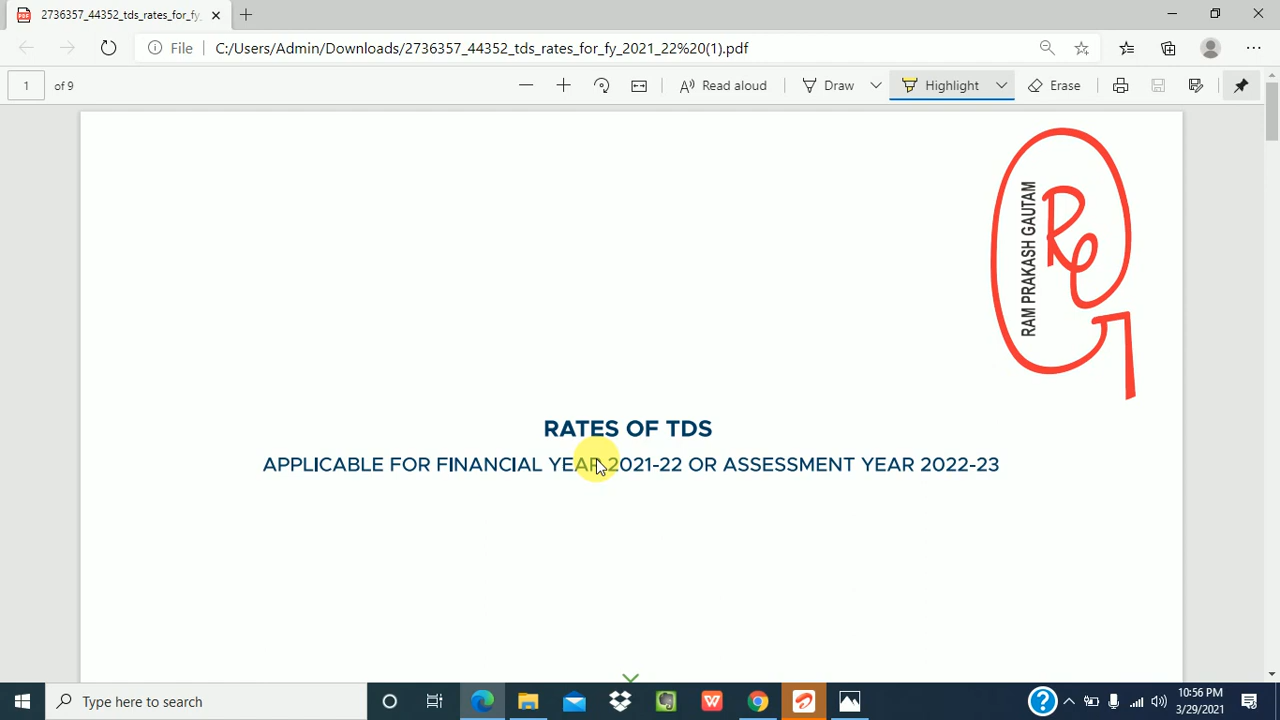 2736357_44352_tds_rates_for_fy_
File
C:/Users/Admin/Downloads/2736357_44352_tds_rates_for_fy_2021_22%20(1).pdf
1 of 9
Read aloud
Draw
Highlight
Erase
RAM PRAKASH GAUTAM
RATES OF TDS
APPLICABLE FOR FINANCIAL YEAR 2021-22 OR ASSESSMENT YEAR 2022-23
Type here to search
10:56 PM
3/29/2021